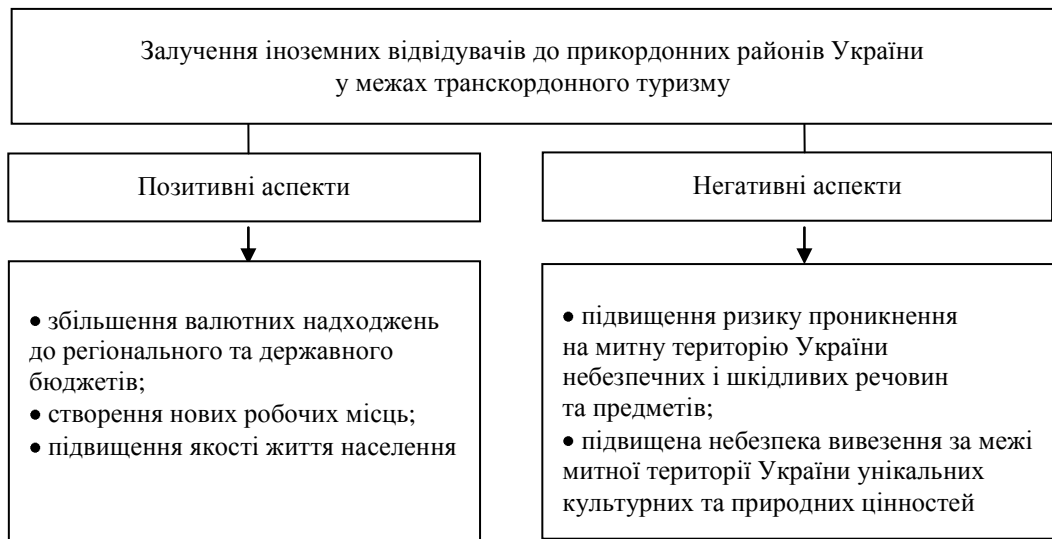 Залучення іноземних відвідувачів до прикордонних районів України
у межах транскордонного туризму
Позитивні аспекти
Негативні аспекти
• збільшення валютних надходжень
до регіонального та державного
бюджетів;
• створення нових робочих місць;
• підвищення якості життя населення
• підвищення ризику проникнення
на митну територію України
небезпечних і шкідливих речовин
та предметів;
• підвищена небезпека вивезення за межі
митної території України унікальних
культурних та природних цінностей